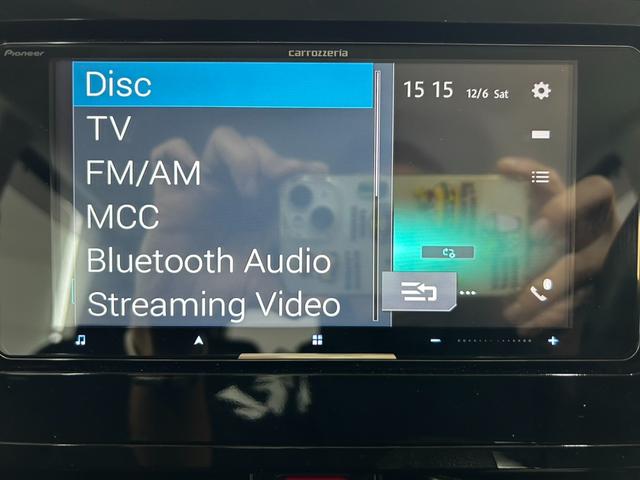 Pioneer
carrozzeria
Disc
15 15 12/6 Sat
TV
FM/AM
MCC
Bluetooth Audio
Streaming Video